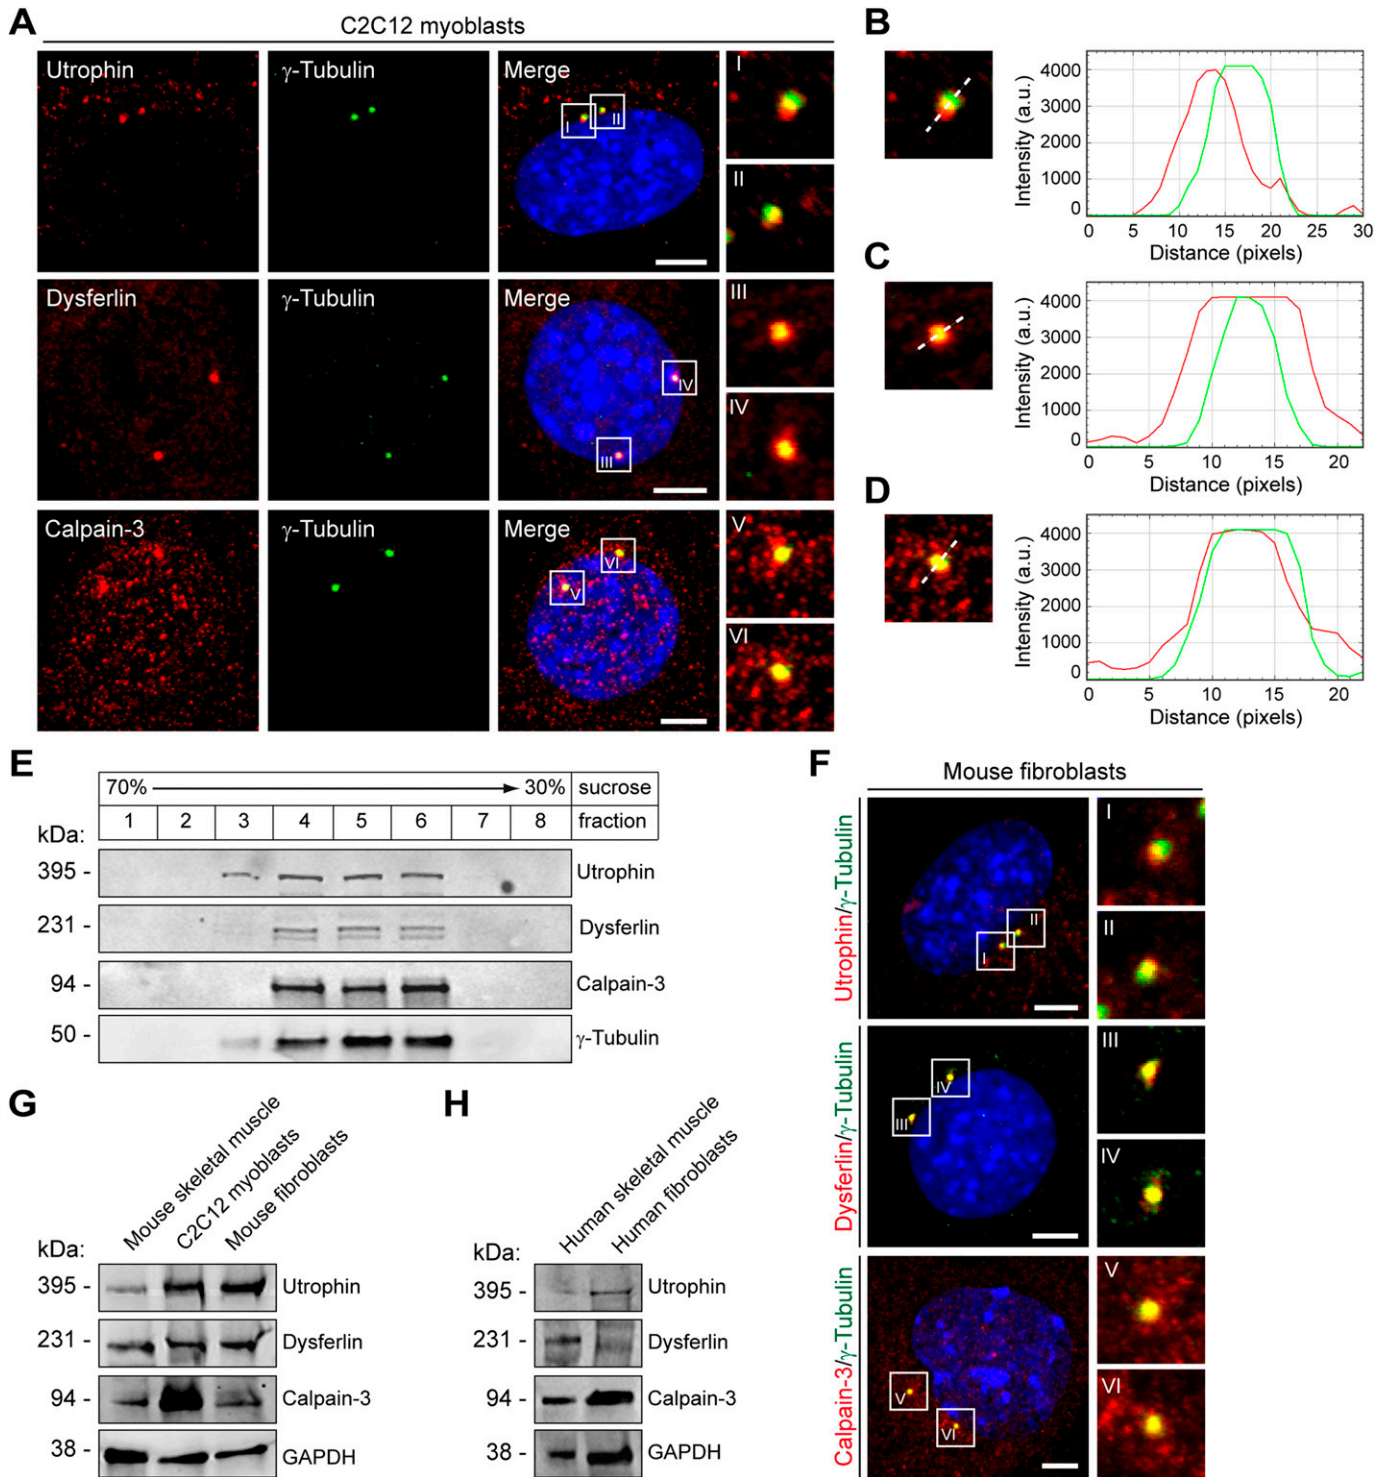 A
C2C12 myoblasts
Utrophin
γ-Tubulin
Merge
I
II
I
II
Dysferlin
γ-Tubulin
Merge
IV
III
III
IV
Calpain-3
γ-Tubulin
Merge
VI
V
V
VI
B
Intensity (a.u.)
4000
3000
2000
1000
0
0 5 10 15 20 25 30
Distance (pixels)
C
Intensity (a.u.)
4000
3000
2000
1000
0
0 5 10 15 20
Distance (pixels)
D
Intensity (a.u.)
4000
3000
2000
1000
0
0 5 10 15 20
Distance (pixels)
E
70% 30% sucrose
1 2 3 4 5 6 7 8 fraction
kDa:
395 - Utrophin
231 - Dysferlin
94 - Calpain-3
50 - γ-Tubulin
F
Mouse fibroblasts
Utrophin/γ-Tubulin
I
II
I
II
Dysferlin/γ-Tubulin
IV
III
III
IV
Calpain-3/γ-Tubulin
V
VI
V
VI
G
Mouse skeletal muscle
C2C12 myoblasts
Mouse fibroblasts
kDa:
395 - Utrophin
231 - Dysferlin
94 - Calpain-3
38 - GAPDH
H
Human skeletal muscle
Human fibroblasts
kDa:
395 - Utrophin
231 - Dysferlin
94 - Calpain-3
38 - GAPDH